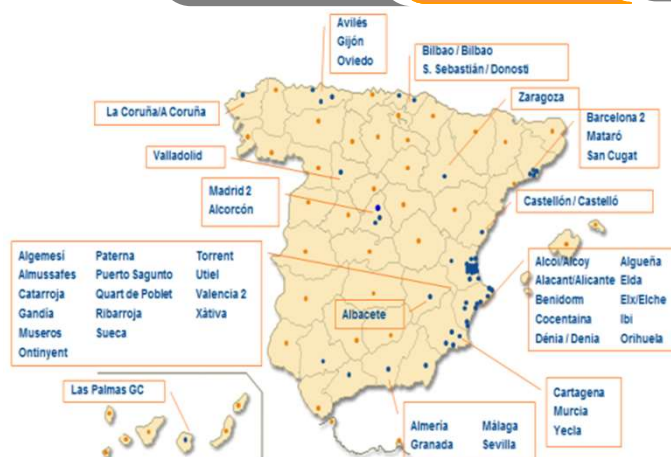 Avilés
Gijón
Oviedo
Bilbao / Bilbao
S. Sebastián / Donosti
La Coruña/A Coruña
Zaragoza
Barcelona 2
Mataró
San Cugat
Valladolid
Madrid 2
Alcorcón
Castellón / Castelló
Algemesí Paterna Torrent
Almussafes Puerto Sagunto Utiel
Catarroja Quart de Poblet Valencia 2
Gandía Ribarroja Xàtiva
Museros Sueca
Ontinyent
Alcoi/Alcoy Algueña
Alacant/Alicante Elda
Benidorm Elx/Elche
Cocentaina Ibi
Dénia / Denia Orihuela
Albacete
Las Palmas GC
Cartagena
Murcia
Yecla
Almería Málaga
Granada Sevilla